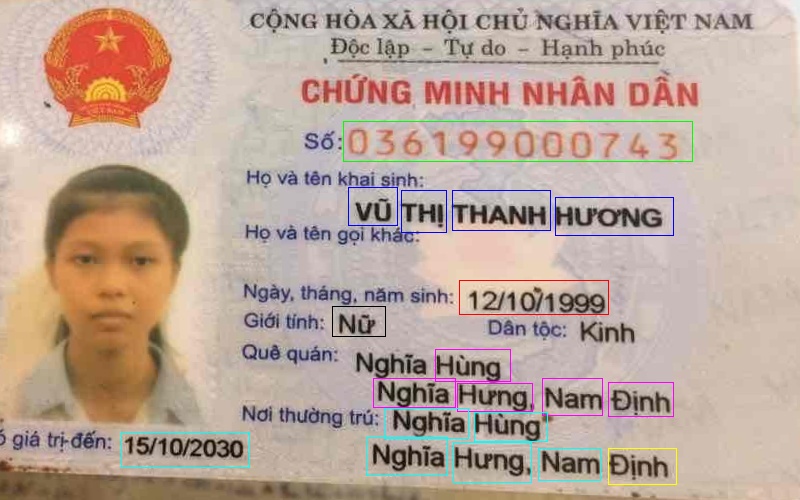 CỘNG HÒA XÃ HỘI CHỦ NGHĨA VIỆT NAM
Độc lập - Tự do - Hạnh phúc
CHỨNG MINH NHÂN DÂN
Số: 036199000743
Họ và tên khai sinh:
VŨ THỊ THANH HƯƠNG
Họ và tên gọi khác:
Ngày, tháng, năm sinh: 12/10/1999
Giới tính: Nữ Dân tộc: Kinh
Quê quán: Nghĩa Hùng
Nghĩa Hưng, Nam Định
Nơi thường trú: Nghĩa Hùng
giá trị đến: 15/10/2030 Nghĩa Hưng, Nam Định